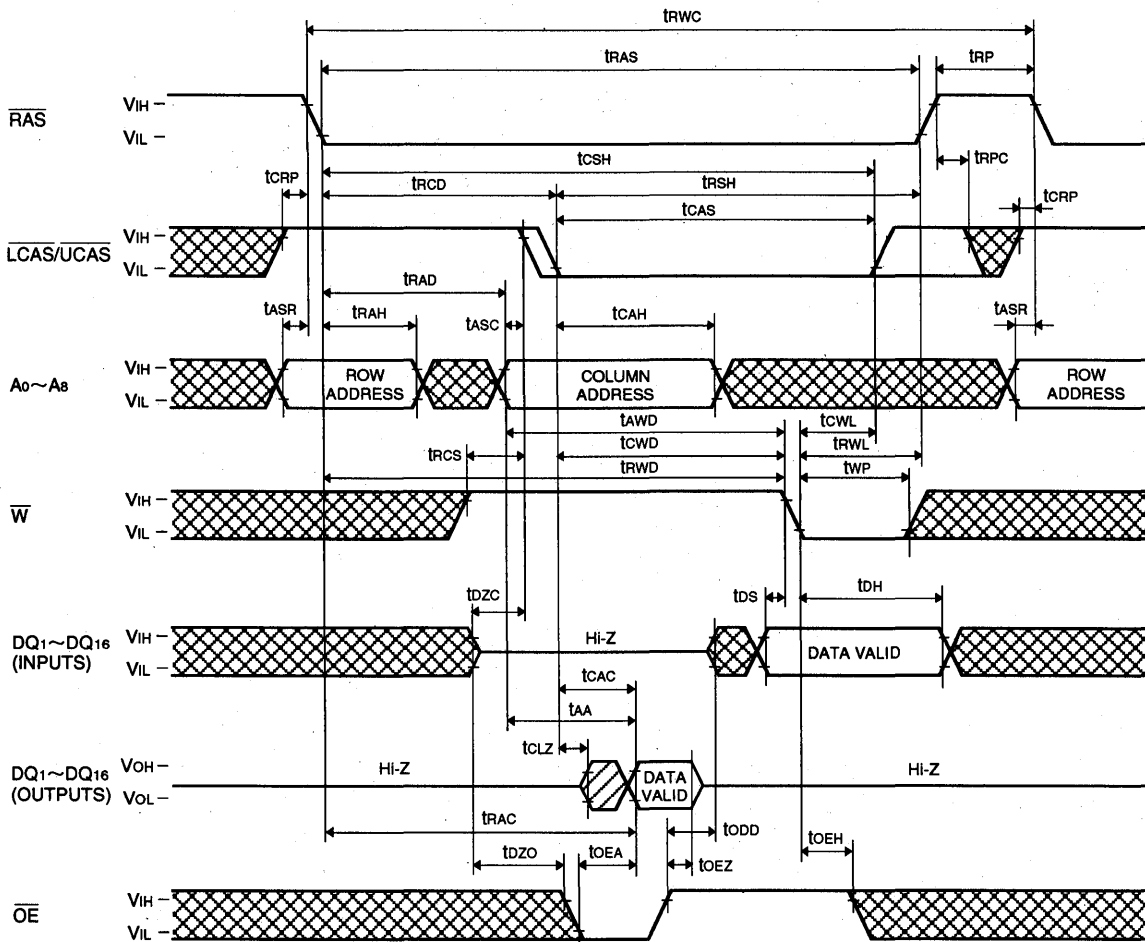 tRWC
tRAS
tRP
RAS
VIH
VIL
tCSH
tRPC
tCRP
tRCD
tRSH
tCRP
tCAS
LCAS/UCAS
VIH
VIL
tRAD
tASR
tRAH
tASC
tCAH
tASR
A0~A8
VIH
VIL
ROW ADDRESS
COLUMN ADDRESS
ROW ADDRESS
tAWD
tCWL
tRCS
tCWD
tRWL
tRWD
tWP
W
VIH
VIL
tDZC
tDS
tDH
DQ1~DQ16
(INPUTS)
VIH
VIL
Hi-Z
DATA VALID
tCAC
tAA
tCLZ
DQ1~DQ16
(OUTPUTS)
VOH
VOL
Hi-Z
DATA VALID
Hi-Z
tRAC
tODD
tDZO
tOEA
tOEZ
tOEH
OE
VIH
VIL